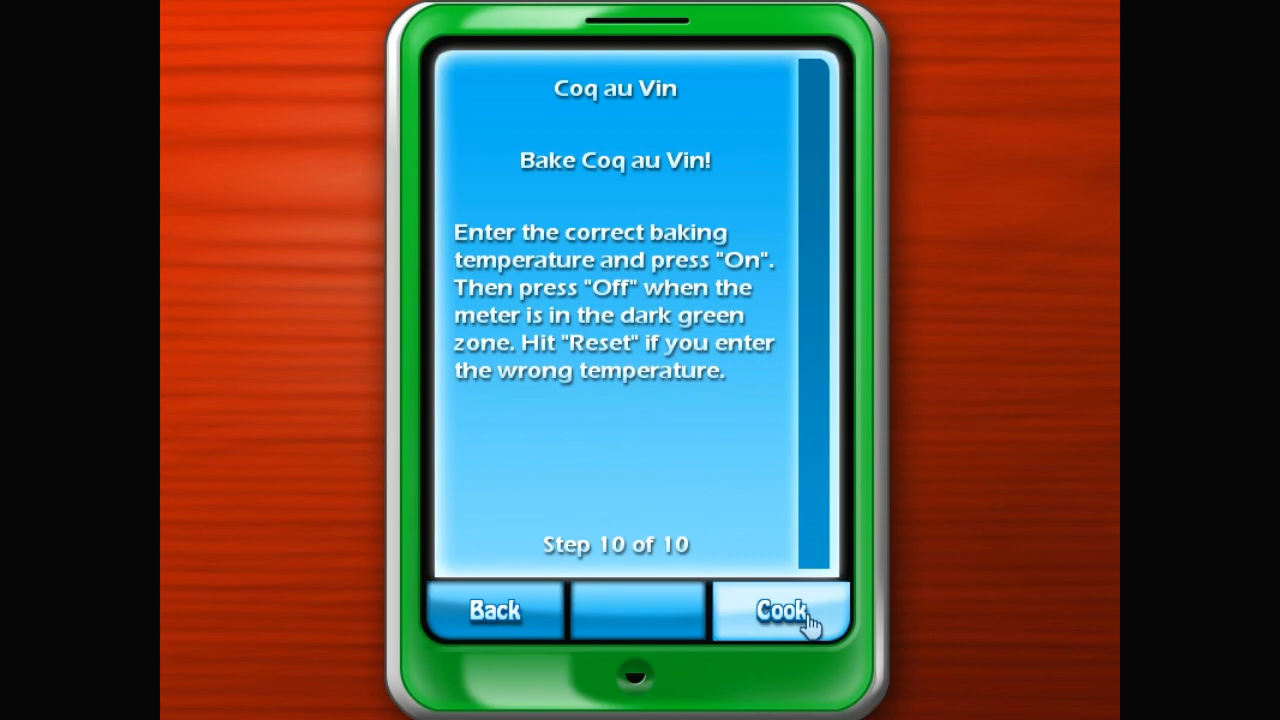 Coq au Vin
Bake Coq au Vin!
Enter the correct baking
temperature and press "On".
Then press "Off" when the
meter is in the dark green
zone. Hit "Reset" if you enter
the wrong temperature.
Step 10 of 10
Back
Cook